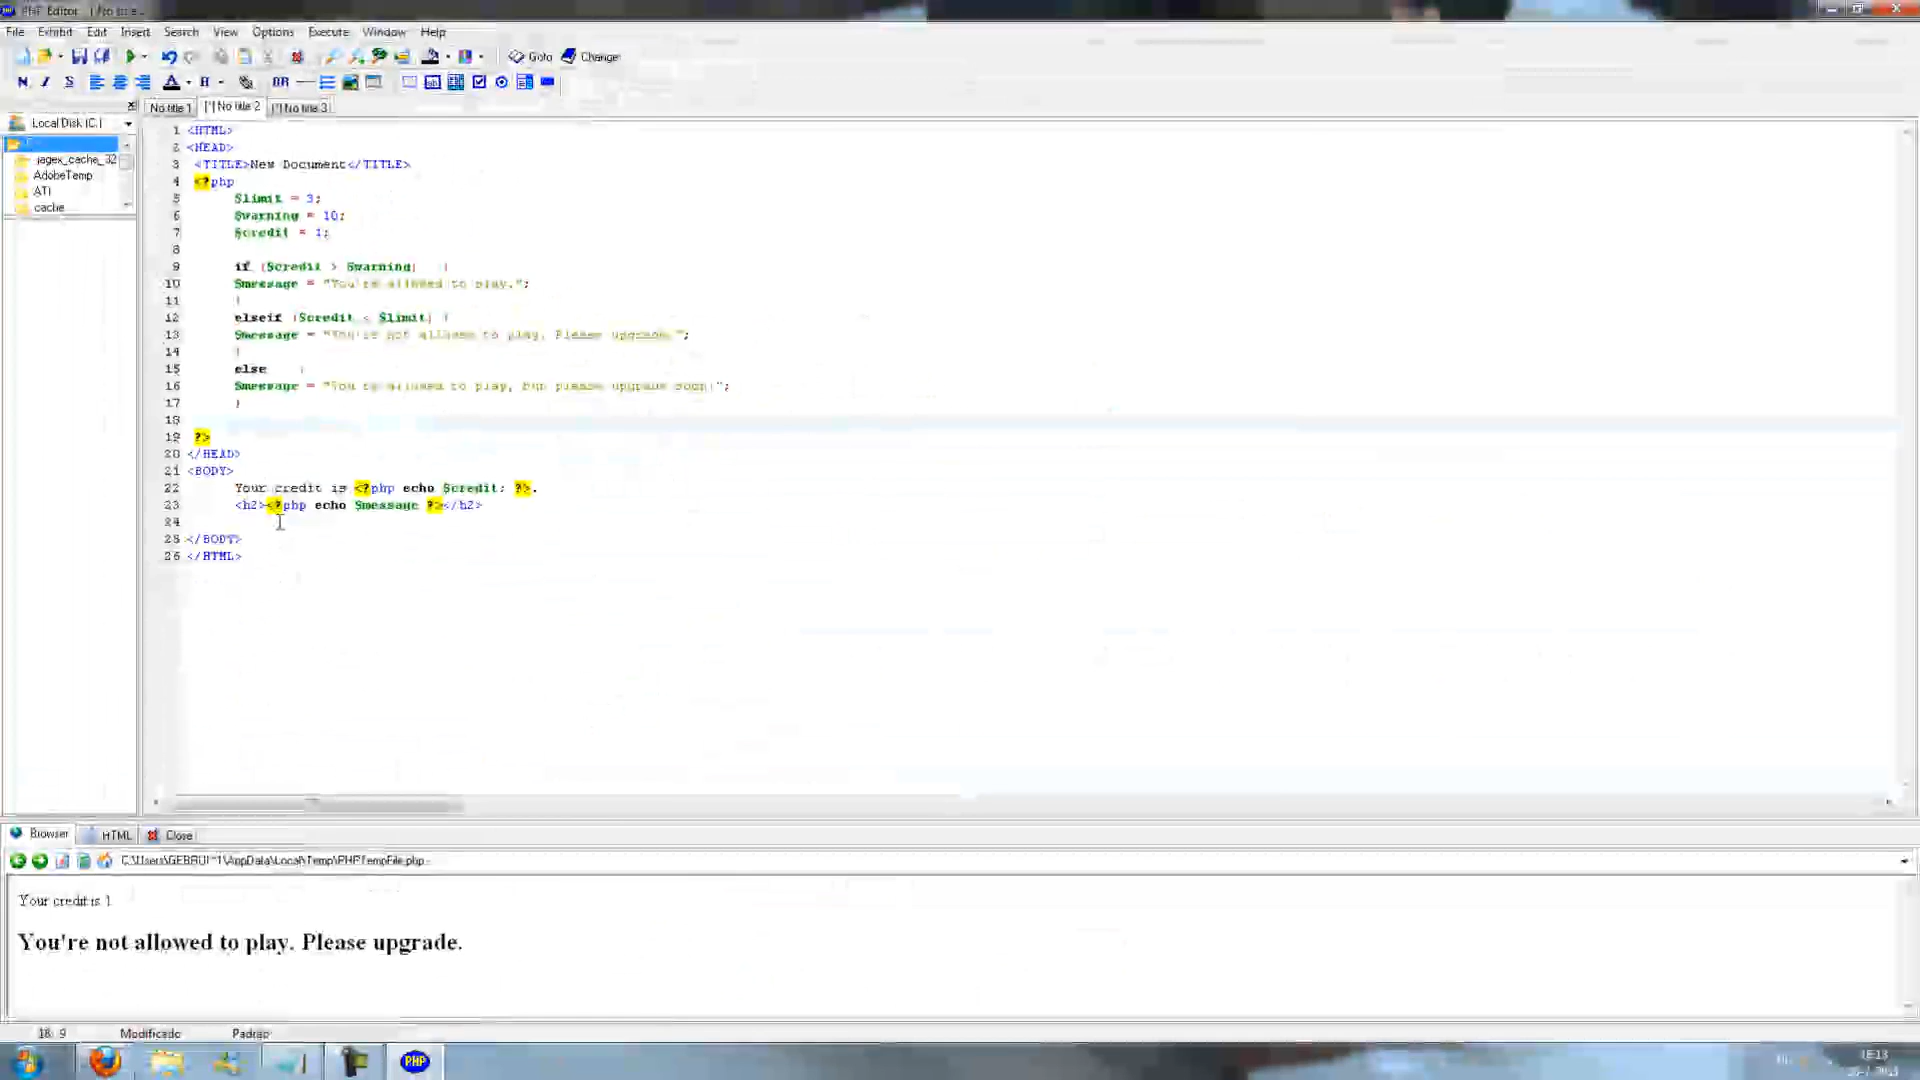 PHP Editor
File Exhibit Edit Insert Search View Options Execute Window Help
Goto Change
N I S A H BR
No title 1 [*] No title 2 [*] No title 3
Local Disk (C:)
jagex_cache_32
AdobeTemp
ATI
cache
1 <HTML>
2 <HEAD>
3 <TITLE>New Document</TITLE>
4 <?php
5 $limit = 3;
6 $warning = 10;
7 $credit = 1;
8
9 if ($credit > $warning) {
10 $message = "You're allowed to play.";
11 }
12 elseif ($credit < $limit) {
13 $message = "You're not allowed to play. Please upgrade.";
14 }
15 else {
16 $message = "You're allowed to play, but please upgrade soon!";
17 }
18
19 ?>
20 </HEAD>
21 <BODY>
22 Your credit is <?php echo $credit; ?>.
23 <h2><?php echo $message ?></h2>
24
25 </BODY>
26 </HTML>
Browser HTML Close
C:\Users\GEBRUI~1\AppData\Local\Temp\PHPTempFile.php
Your credit is 1
You're not allowed to play. Please upgrade.
18: 9 Modificado Padrao
PHP
18:13